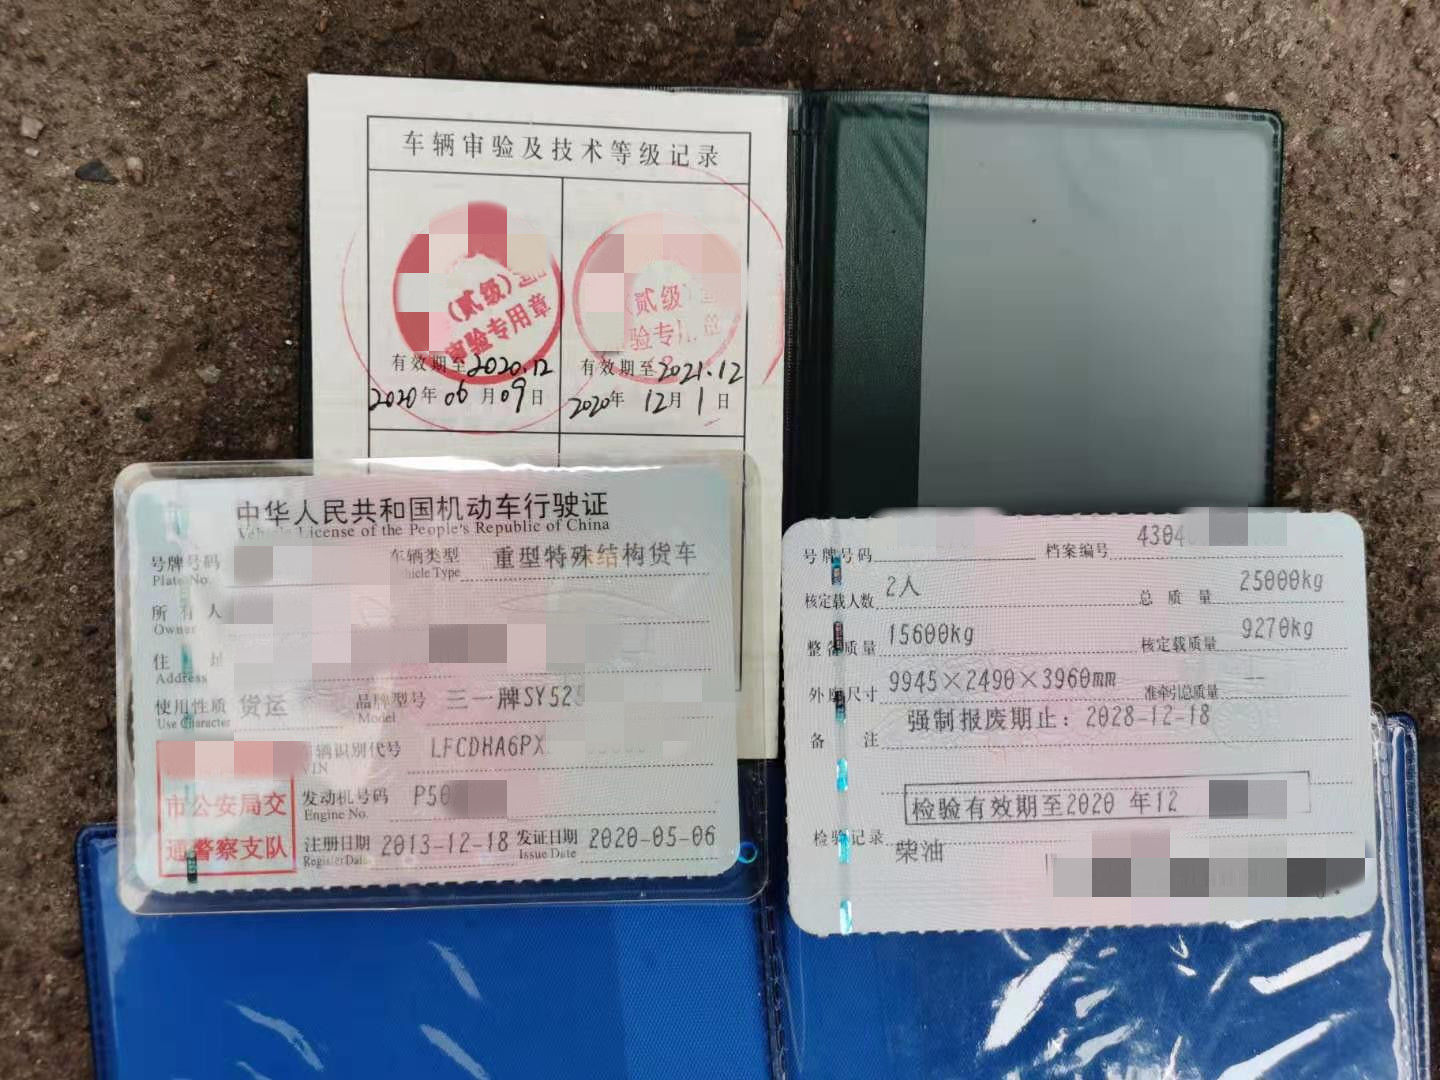 车辆审验及技术等级记录
(贰级)
审验专用章
有效期至2020.12
2020年06月09日
(贰级)
验专用章
有效期至2021.12
2020年12月1日
中华人民共和国机动车行驶证
Vehicle License of the People's Republic of China
号牌号码
Plate No.
车辆类型 重型特殊结构货车
Vehicle Type
所有人
Owner
住址
Address
使用性质 货运
Use Character
品牌型号 三一牌SY525
Model
车辆识别代号 LFCDHA6PX
VIN
发动机号码 P50
Engine No.
市公安局交
通警察支队
注册日期 2013-12-18 发证日期 2020-05-06
Register Date Issue Date
号牌号码 档案编号 4304
核定载人数 2人 总质量 25000kg
整备质量 15600kg 核定载质量 9270kg
外廓尺寸 9945×2490×3960mm 准牵引总质量 --
备注 强制报废期止：2028-12-18
检验有效期至2020 年12
检验记录
柴油